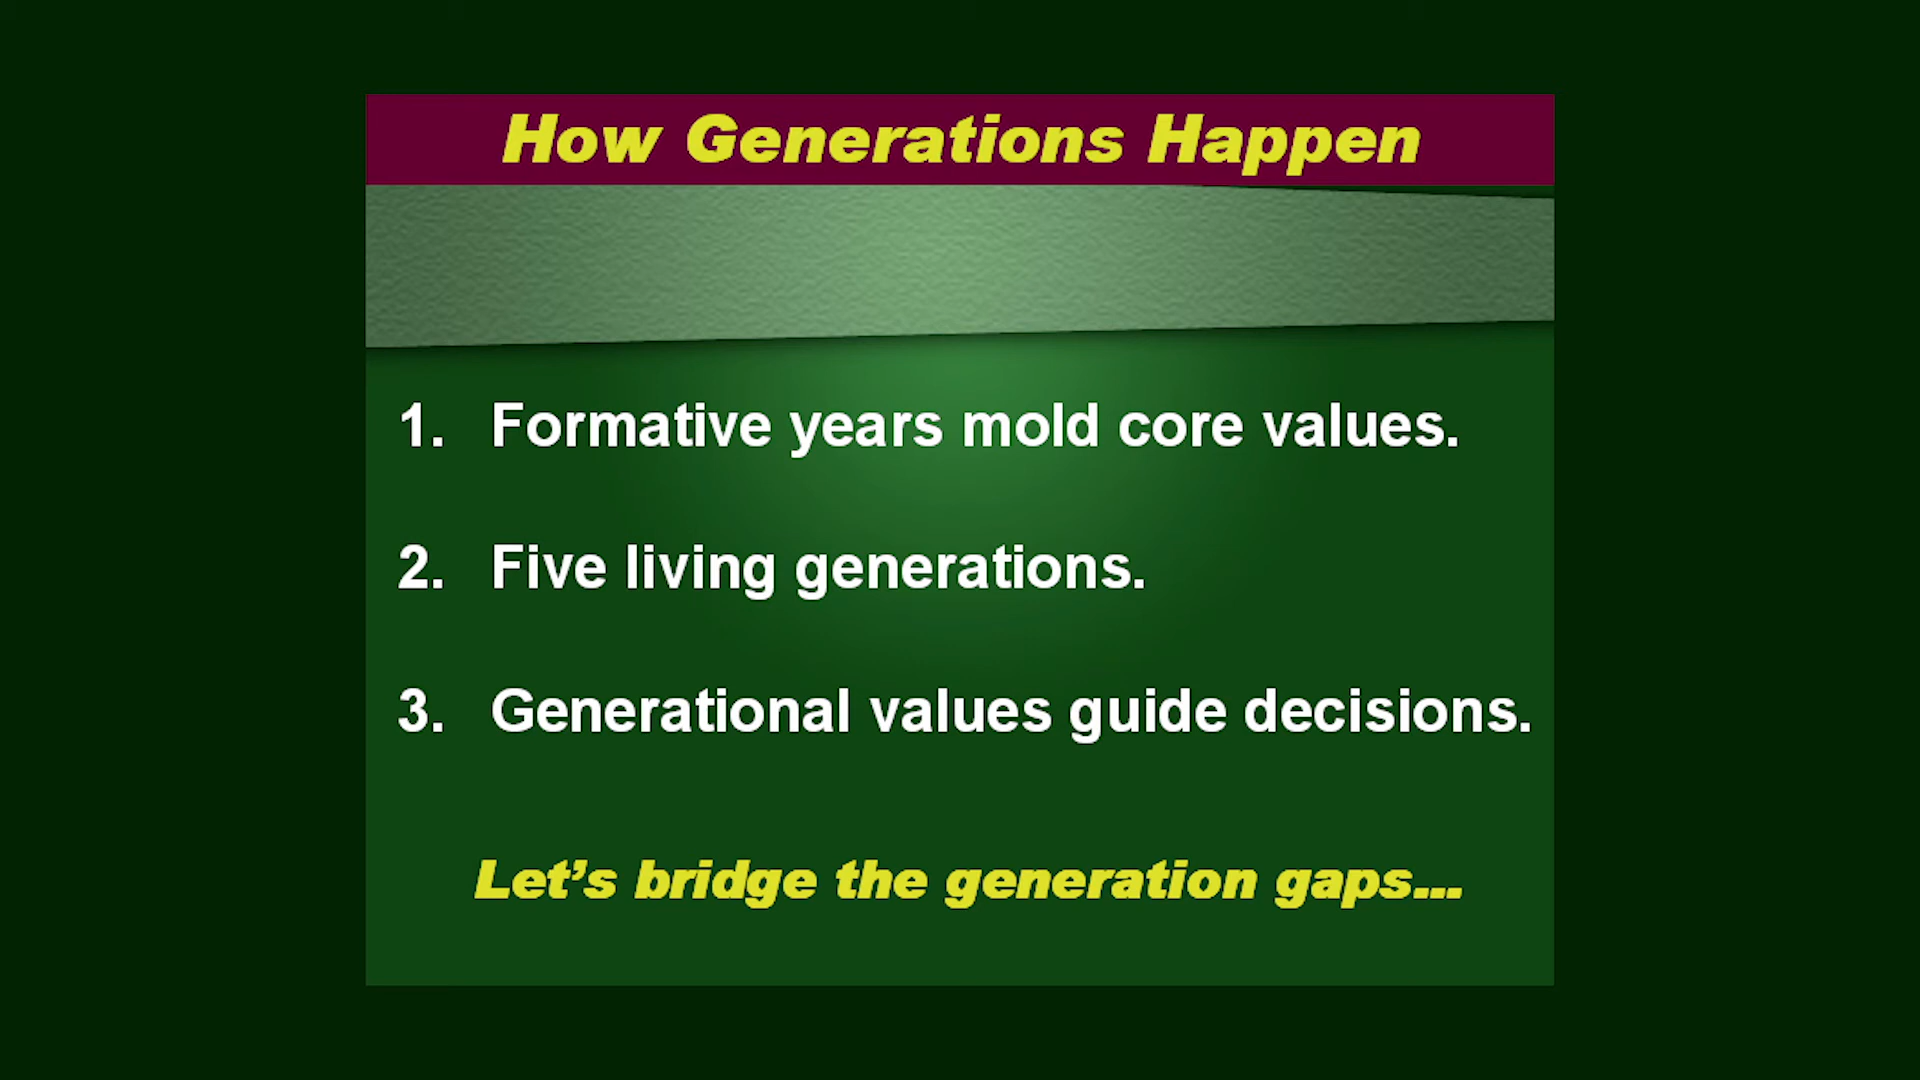 How Generations Happen
1. Formative years mold core values.
2. Five living generations.
3. Generational values guide decisions.
Let’s bridge the generation gaps...